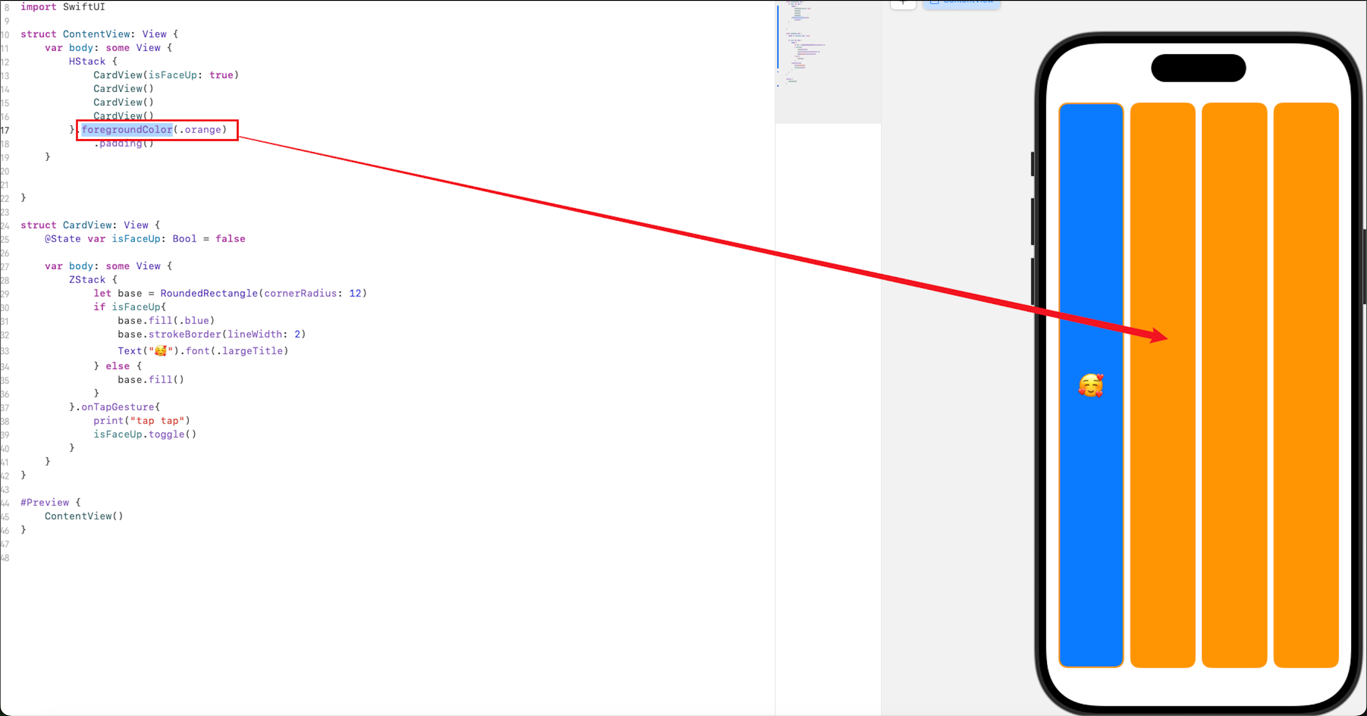 8 import SwiftUI
9
10 struct ContentView: View {
11     var body: some View {
12         HStack {
13             CardView(isFaceUp: true)
14             CardView()
15             CardView()
16             CardView()
17         }.foregroundColor(.orange)
18             .padding()
19     }
20
21
22 }
23
24 struct CardView: View {
25     @State var isFaceUp: Bool = false
26
27     var body: some View {
28         ZStack {
29             let base = RoundedRectangle(cornerRadius: 12)
30             if isFaceUp{
31                 base.fill(.blue)
32                 base.strokeBorder(lineWidth: 2)
33                 Text("🥰").font(.largeTitle)
34             } else {
35                 base.fill()
36             }
37         }.onTapGesture{
38             print("tap tap")
39             isFaceUp.toggle()
40         }
41     }
42 }
43
44 #Preview {
45     ContentView()
46 }
47
48
ContentView
🥰